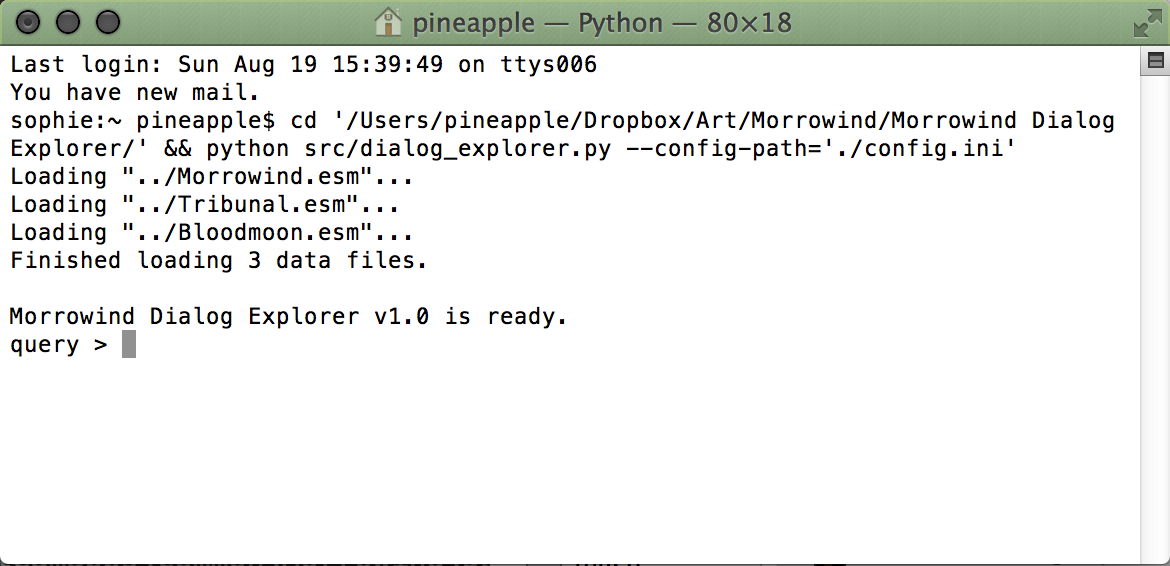 pineapple — Python — 80×18
Last login: Sun Aug 19 15:39:49 on ttys006
You have new mail.
sophie:~ pineapple$ cd '/Users/pineapple/Dropbox/Art/Morrowind/Morrowind Dialog
Explorer/' && python src/dialog_explorer.py --config-path='./config.ini'
Loading "../Morrowind.esm"...
Loading "../Tribunal.esm"...
Loading "../Bloodmoon.esm"...
Finished loading 3 data files.
Morrowind Dialog Explorer v1.0 is ready.
query >